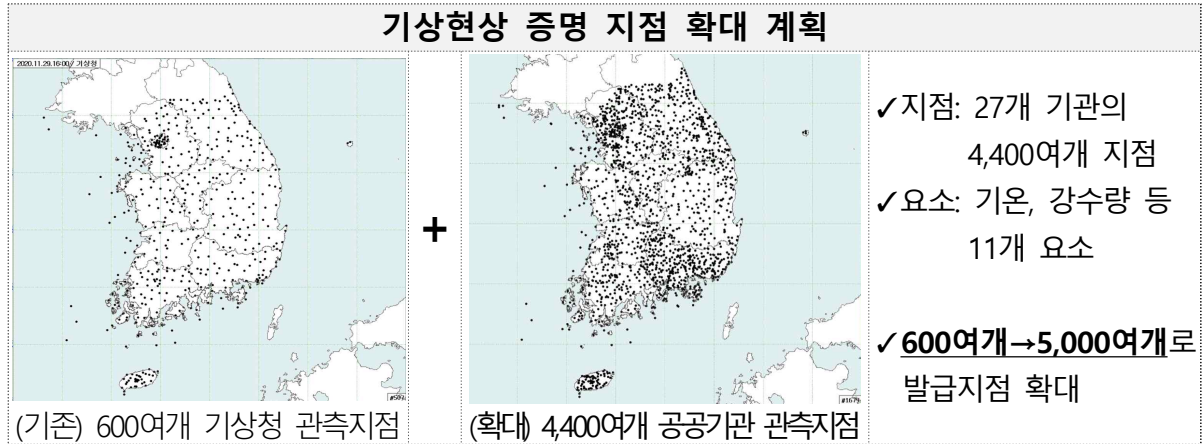 기상현상 증명 지점 확대 계획
2020.11.29.16:00 / 기상청
+
✓지점: 27개 기관의
4,400여개 지점
✓요소: 기온, 강수량 등
11개 요소
✓600여개→5,000여개로
발급지점 확대
(기존) 600여개 기상청 관측지점
(확대) 4,400여개 공공기관 관측지점